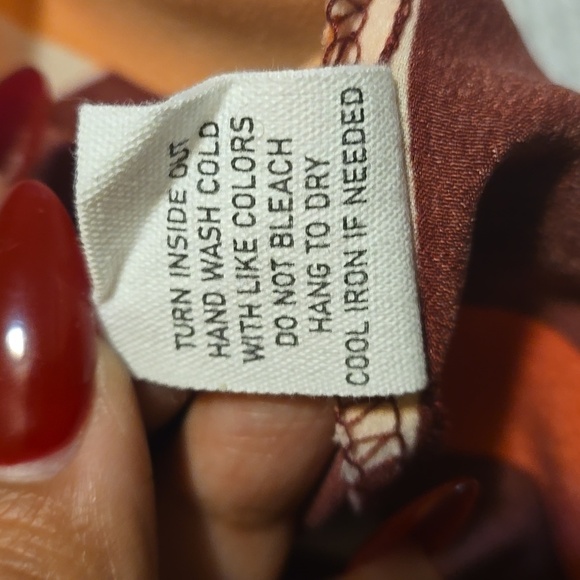 TURN INSIDE OUT
HAND WASH COLD
WITH LIKE COLORS
DO NOT BLEACH
HANG TO DRY
COOL IRON IF NEEDED